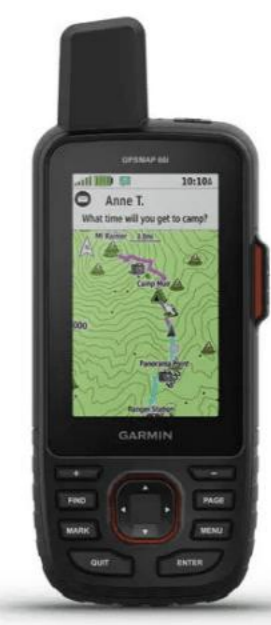 GPSMAP 66i
10:10A
Anne T.
What time will you get to camp?
Mt Rainier
Camp Muir
Panorama Point
Ranger Station
GARMIN
+
-
FIND
PAGE
MARK
MENU
QUIT
ENTER